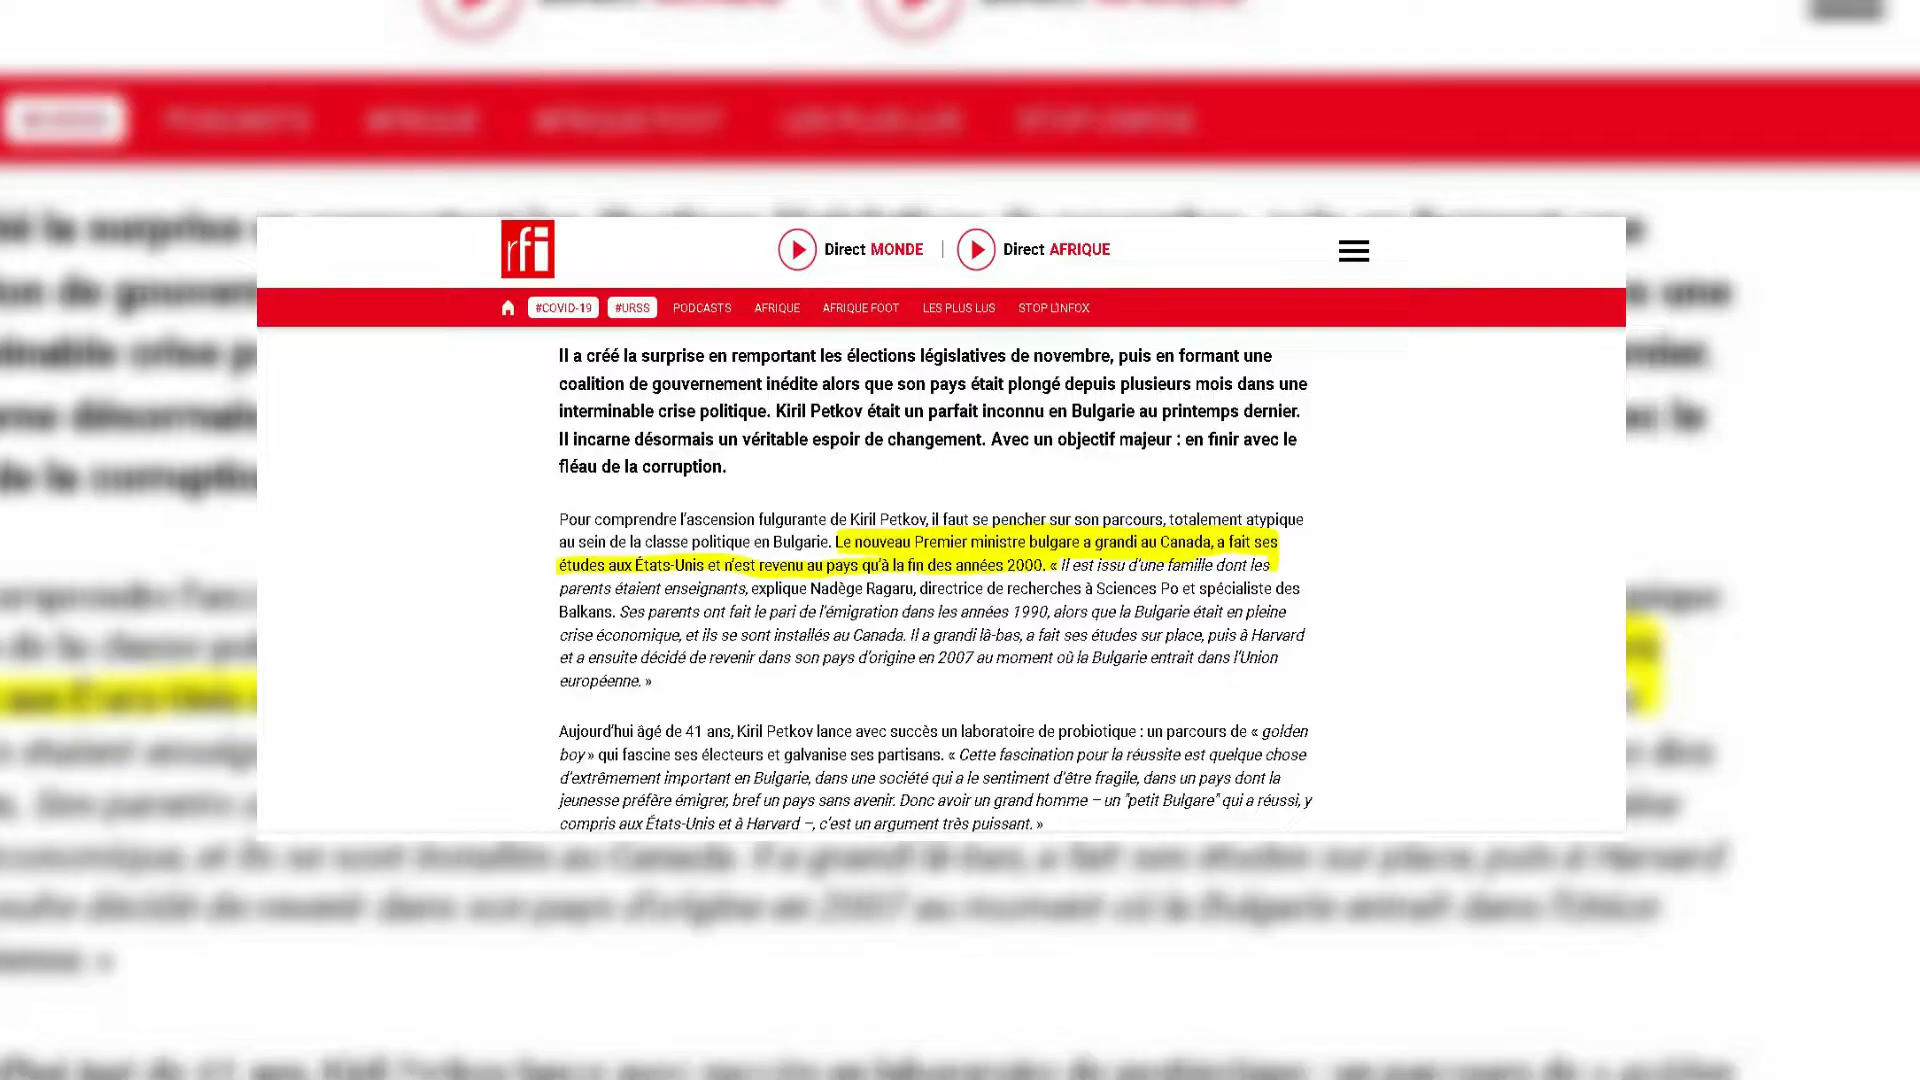 rfi
Direct MONDE | Direct AFRIQUE
#COVID-19 #URSS PODCASTS AFRIQUE AFRIQUE FOOT LES PLUS LUS STOP L'INFOX
Il a créé la surprise en remportant les élections législatives de novembre, puis en formant une
coalition de gouvernement inédite alors que son pays était plongé depuis plusieurs mois dans une
interminable crise politique. Kiril Petkov était un parfait inconnu en Bulgarie au printemps dernier.
Il incarne désormais un véritable espoir de changement. Avec un objectif majeur : en finir avec le
fléau de la corruption.
Pour comprendre l'ascension fulgurante de Kiril Petkov, il faut se pencher sur son parcours, totalement atypique
au sein de la classe politique en Bulgarie. Le nouveau Premier ministre bulgare a grandi au Canada, a fait ses
études aux États-Unis et n'est revenu au pays qu'à la fin des années 2000. « Il est issu d'une famille dont les
parents étaient enseignants, explique Nadège Ragaru, directrice de recherches à Sciences Po et spécialiste des
Balkans. Ses parents ont fait le pari de l'émigration dans les années 1990, alors que la Bulgarie était en pleine
crise économique, et ils se sont installés au Canada. Il a grandi là-bas, a fait ses études sur place, puis à Harvard
et a ensuite décidé de revenir dans son pays d'origine en 2007 au moment où la Bulgarie entrait dans l'Union
européenne. »
Aujourd'hui âgé de 41 ans, Kiril Petkov lance avec succès un laboratoire de probiotique : un parcours de « golden
boy » qui fascine ses électeurs et galvanise ses partisans. « Cette fascination pour la réussite est quelque chose
d'extrêmement important en Bulgarie, dans une société qui a le sentiment d'être fragile, dans un pays dont la
jeunesse préfère émigrer, bref un pays sans avenir. Donc avoir un grand homme – un "petit Bulgare" qui a réussi, y
compris aux États-Unis et à Harvard –, c'est un argument très puissant. »